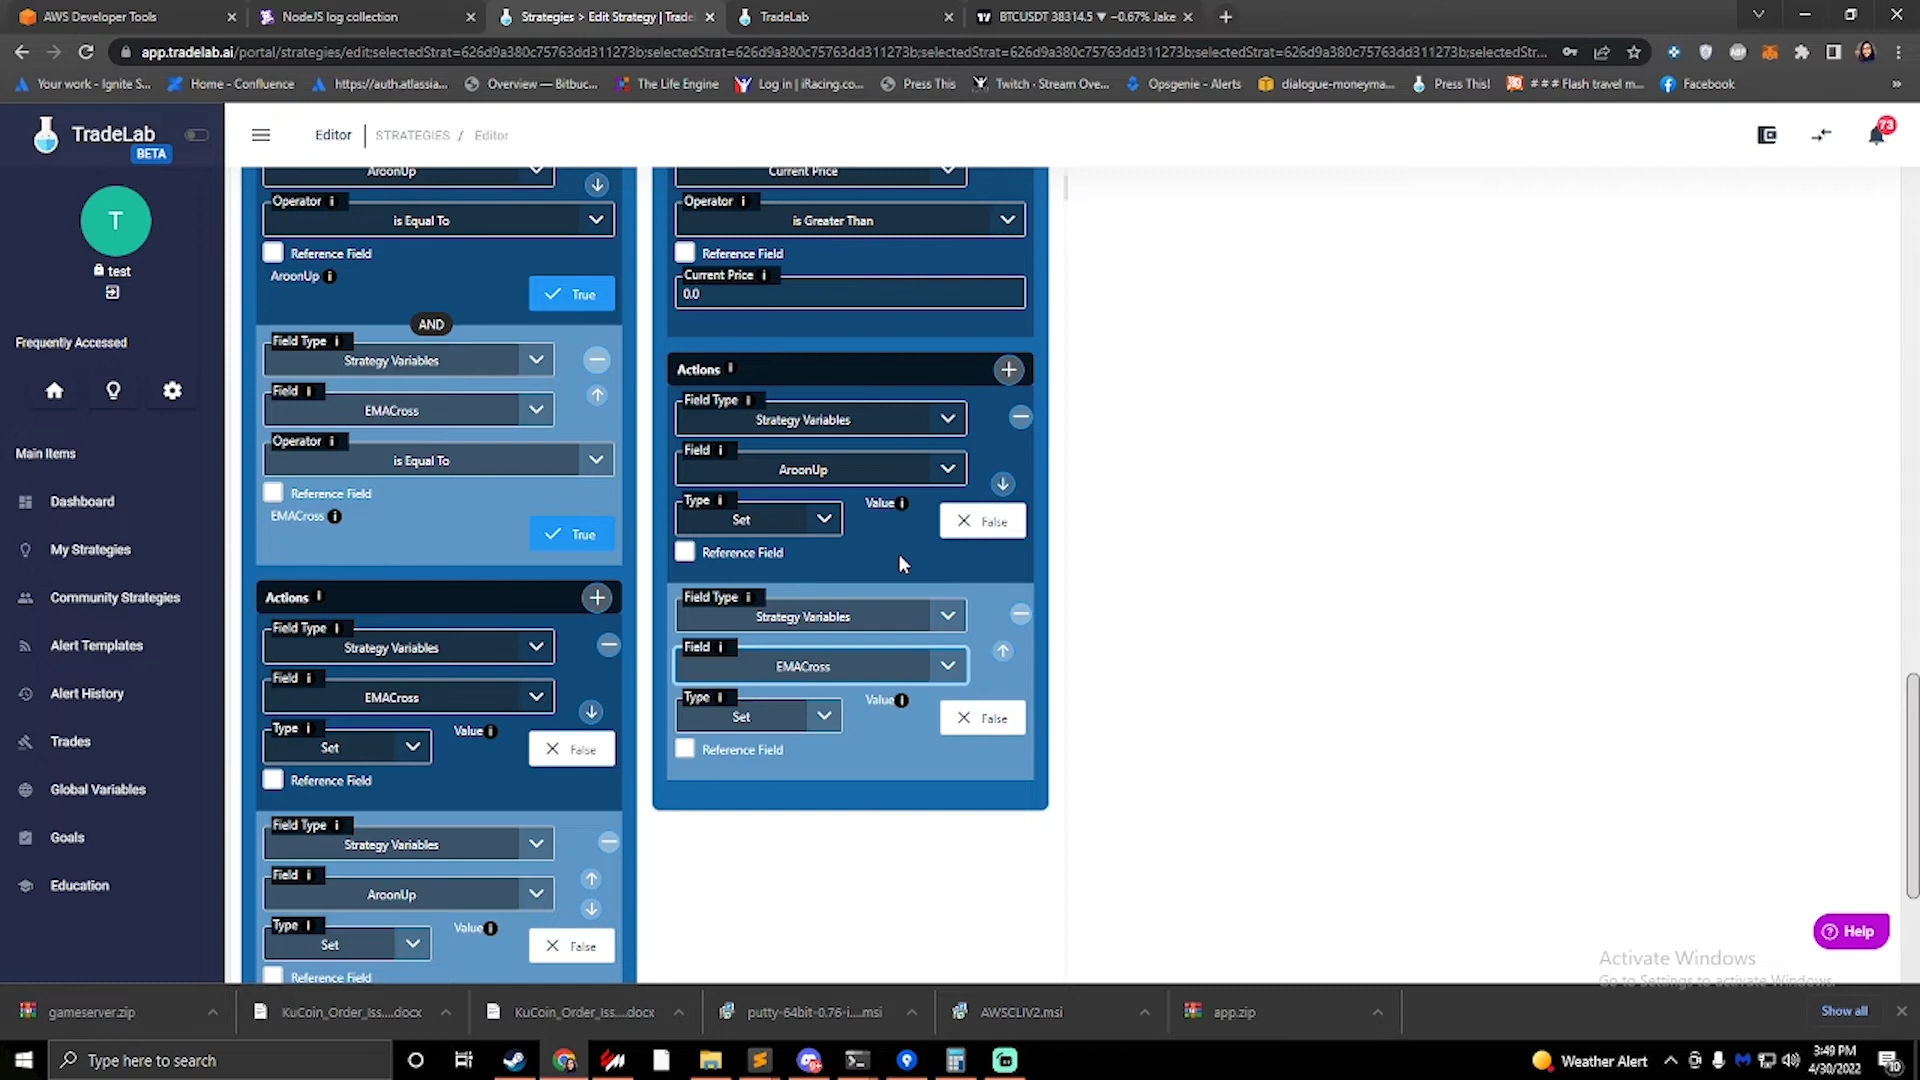 AWS Developer Tools
NodeJS log collection
Strategies > Edit Strategy | Trade
TradeLab
BTCUSDT 38314.5 ▼ −0.67% Jake
app.tradelab.ai/portal/strategies/edit;selectedStrat=626d9a380c75763dd311273b;selectedStrat=626d9a380c75763dd311273b;selectedStrat=626d9a380c75763dd311273b;selectedStrat=626d9a380c75763dd311273b;selectedStr...
Your work - Ignite S...
Home - Confluence
https://auth.atlassia...
Overview — Bitbuc...
The Life Engine
Log in | iRacing.co...
Press This
Twitch - Stream Ove...
Opsgenie - Alerts
dialogue-moneyma...
Press This!
# # # Flash travel m...
Facebook
TradeLab
BETA
T
test
Frequently Accessed
Main Items
Dashboard
My Strategies
Community Strategies
Alert Templates
Alert History
Trades
Global Variables
Goals
Education
Editor
STRATEGIES / Editor
73
AroonUp
Operator
is Equal To
Reference Field
AroonUp
True
AND
Field Type
Strategy Variables
Field
EMACross
Operator
is Equal To
Reference Field
EMACross
True
Actions
Field Type
Strategy Variables
Field
EMACross
Type
Set
Value
False
Reference Field
Field Type
Strategy Variables
Field
AroonUp
Type
Set
Value
False
Reference Field
Current Price
Operator
is Greater Than
Reference Field
Current Price
0.0
Actions
Field Type
Strategy Variables
Field
AroonUp
Type
Set
Value
False
Reference Field
Field Type
Strategy Variables
Field
EMACross
Type
Set
Value
False
Reference Field
Help
Activate Windows
Go to Settings to activate Windows.
gameserver.zip
KuCoin_Order_Iss....docx
KuCoin_Order_Iss....docx
putty-64bit-0.76-i....msi
AWSCLIV2.msi
app.zip
Show all
Type here to search
Weather Alert
3:49 PM
4/30/2022
10